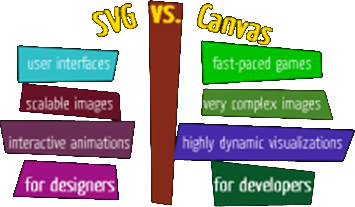 SVG vs. Canvas
user interfaces
scalable images
interactive animations
for designers
fast-paced games
very complex images
highly dynamic visualizations
for developers